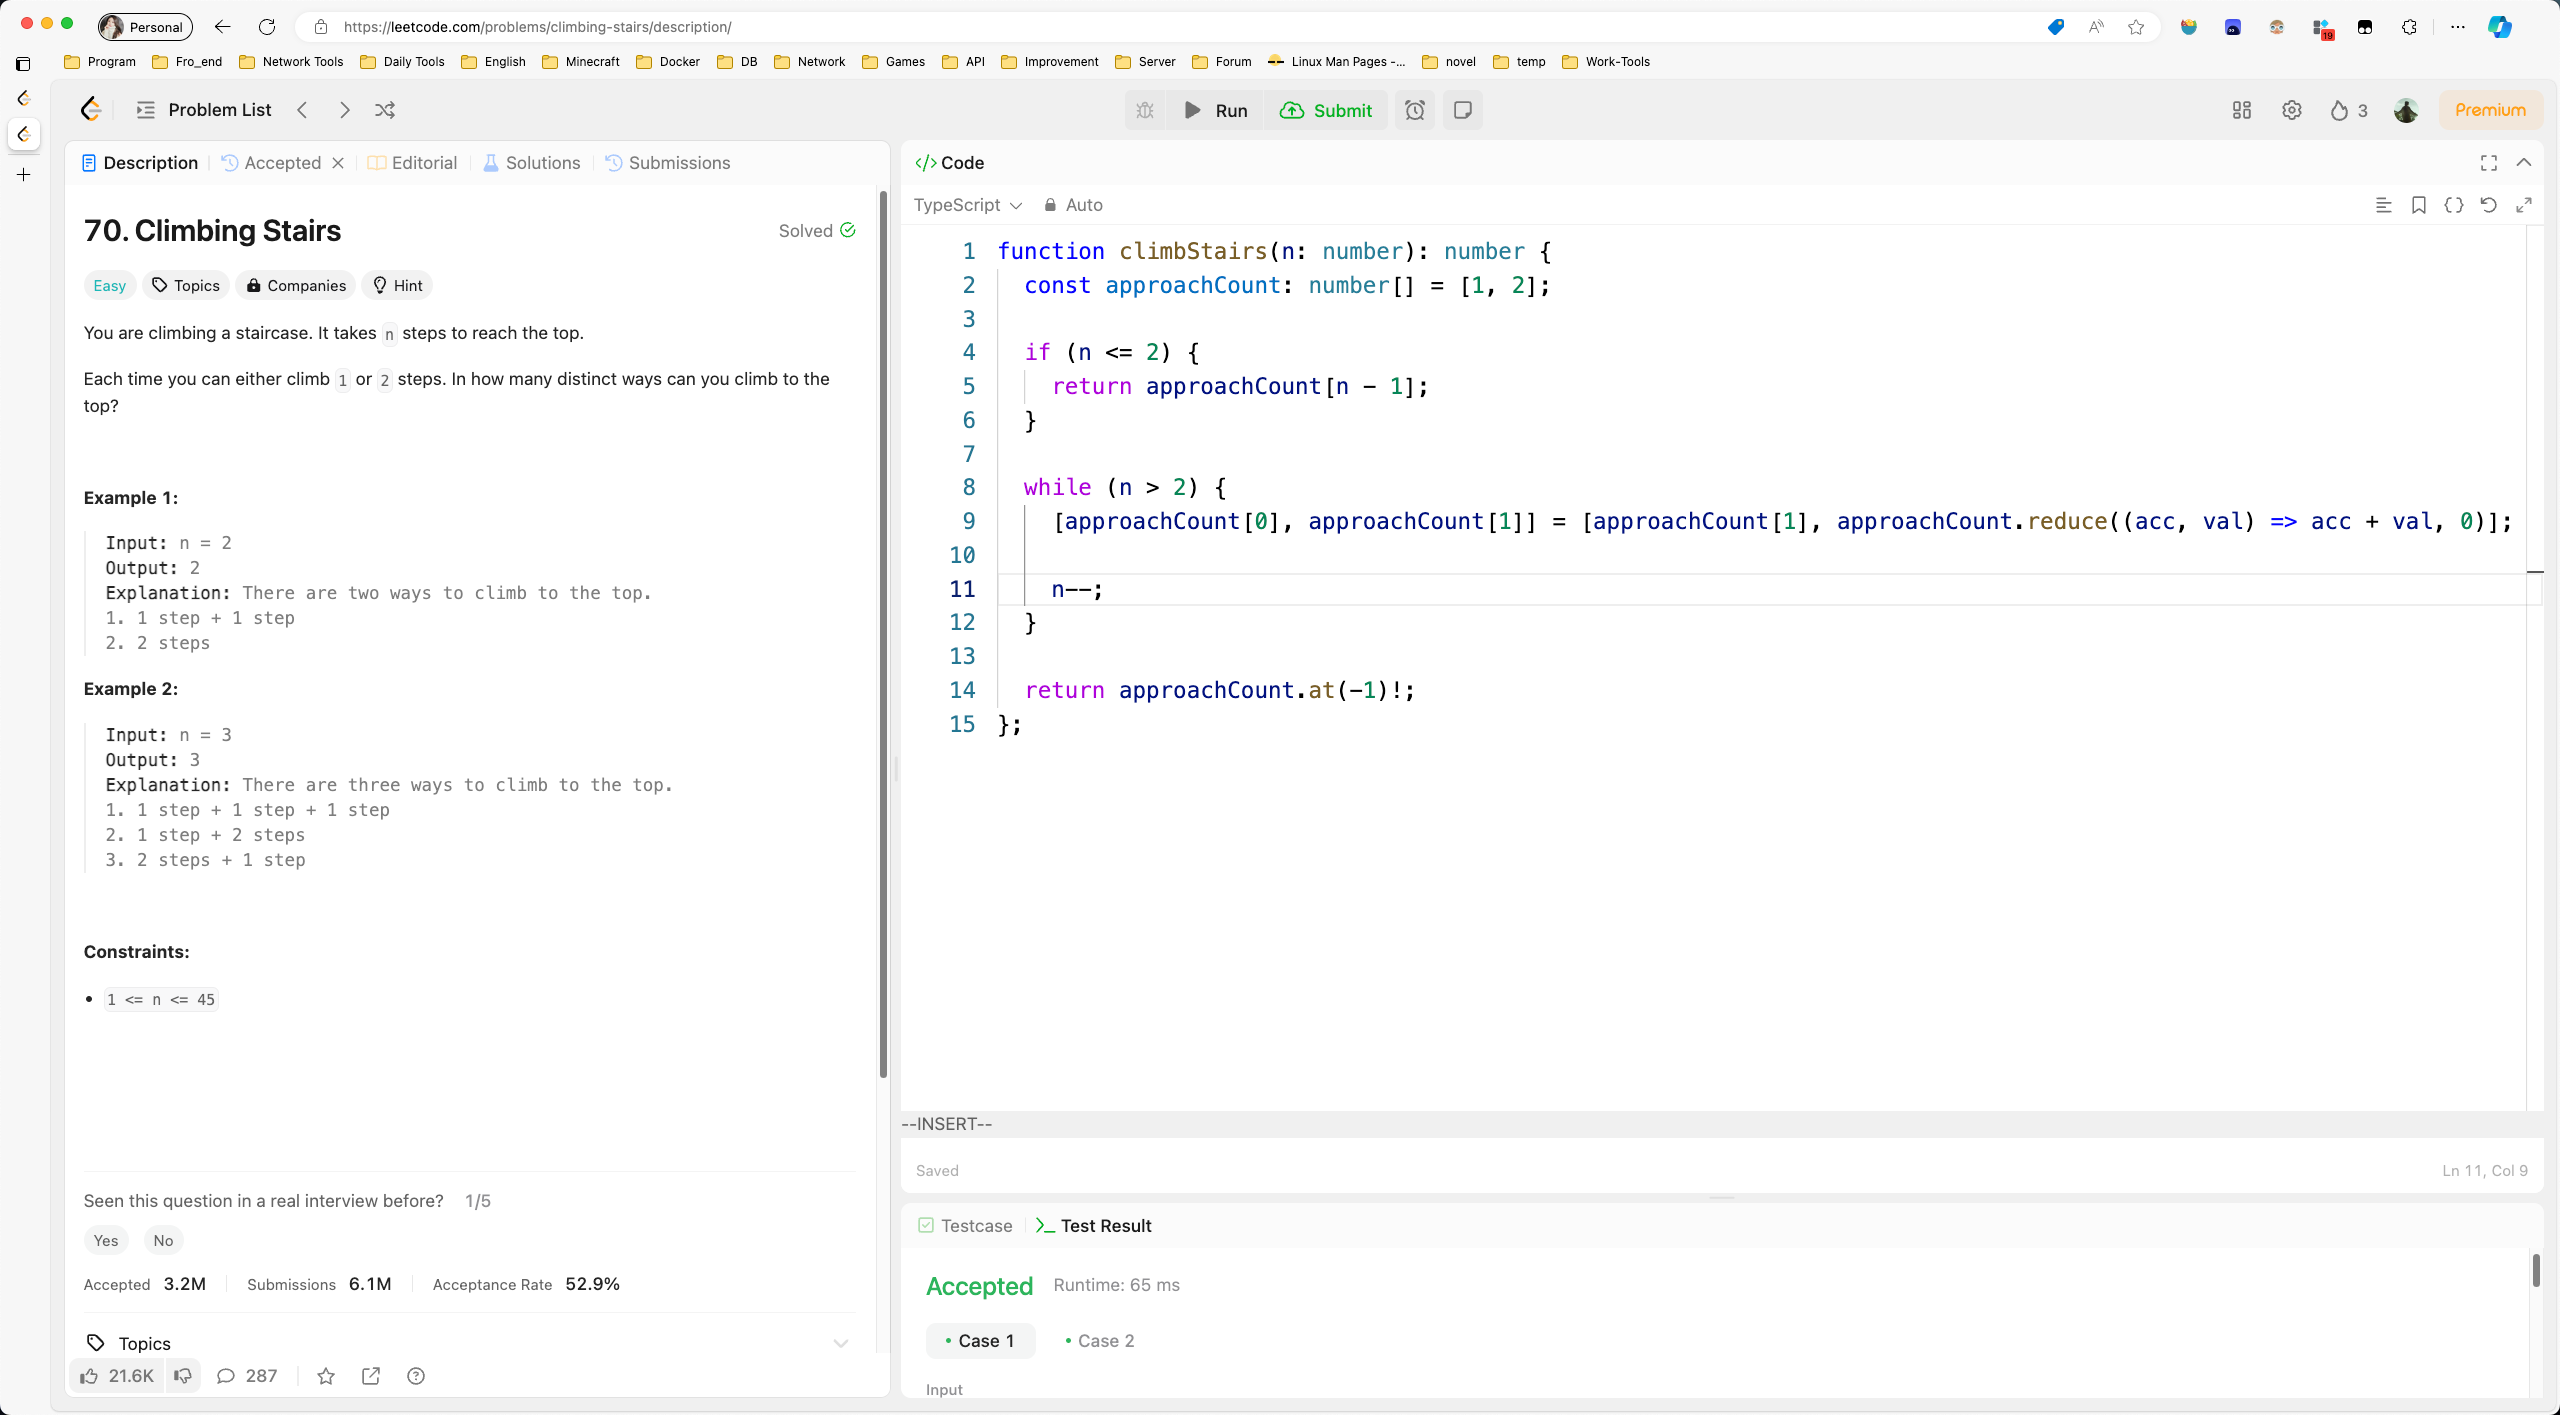 Personal
https://leetcode.com/problems/climbing-stairs/description/
19
Program Fro_end Network Tools Daily Tools English Minecraft Docker DB Network Games API Improvement Server Forum Linux Man Pages -... novel temp Work-Tools
Problem List
Run Submit
3
Premium
Description Accepted Editorial Solutions Submissions
70. Climbing Stairs
Solved
Easy Topics Companies Hint
You are climbing a staircase. It takes n steps to reach the top.
Each time you can either climb 1 or 2 steps. In how many distinct ways can you climb to the
top?
Example 1:
Input: n = 2
Output: 2
Explanation: There are two ways to climb to the top.
1. 1 step + 1 step
2. 2 steps
Example 2:
Input: n = 3
Output: 3
Explanation: There are three ways to climb to the top.
1. 1 step + 1 step + 1 step
2. 1 step + 2 steps
3. 2 steps + 1 step
Constraints:
• 1 <= n <= 45
Seen this question in a real interview before? 1/5
Yes No
Accepted 3.2M Submissions 6.1M Acceptance Rate 52.9%
Topics
21.6K 287
</> Code
TypeScript Auto
1 function climbStairs(n: number): number {
2 const approachCount: number[] = [1, 2];
3
4 if (n <= 2) {
5 return approachCount[n - 1];
6 }
7
8 while (n > 2) {
9 [approachCount[0], approachCount[1]] = [approachCount[1], approachCount.reduce((acc, val) => acc + val, 0)];
10
11 n--;
12 }
13
14 return approachCount.at(-1)!;
15 };
--INSERT--
Saved
Ln 11, Col 9
Testcase >_ Test Result
Accepted Runtime: 65 ms
• Case 1 • Case 2
Input